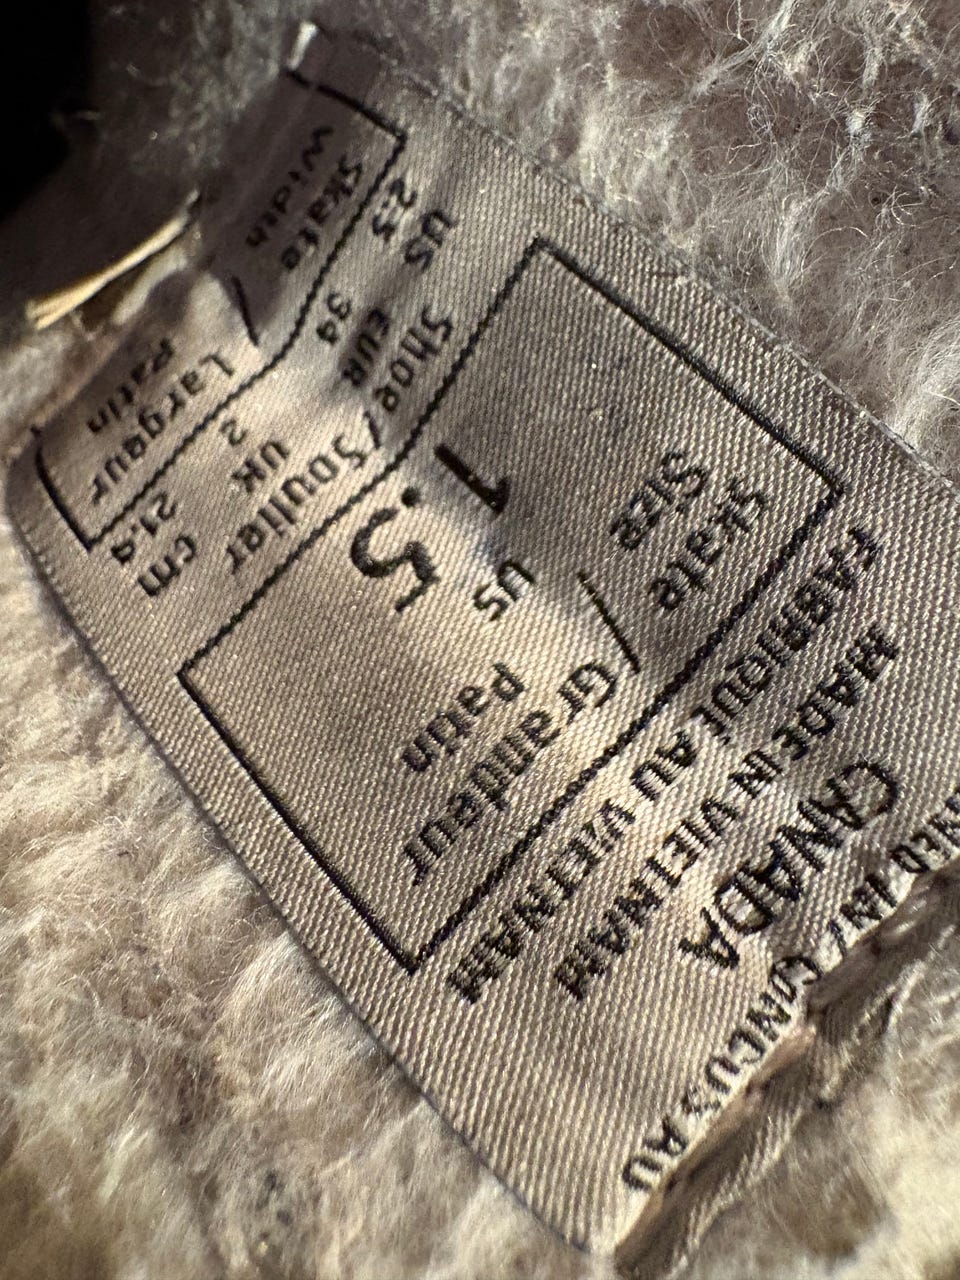 NED IN/ CONÇUS AU
CANADA
MADE IN VIETNAM
FABRIQUÉ AU VIETNAM
Skate / Grandeur
Size Patin
US
1.5
Shoe/Soulier
US EUR UK cm
2.5 34 2 21.4
Skate / Largeur
Width Patin